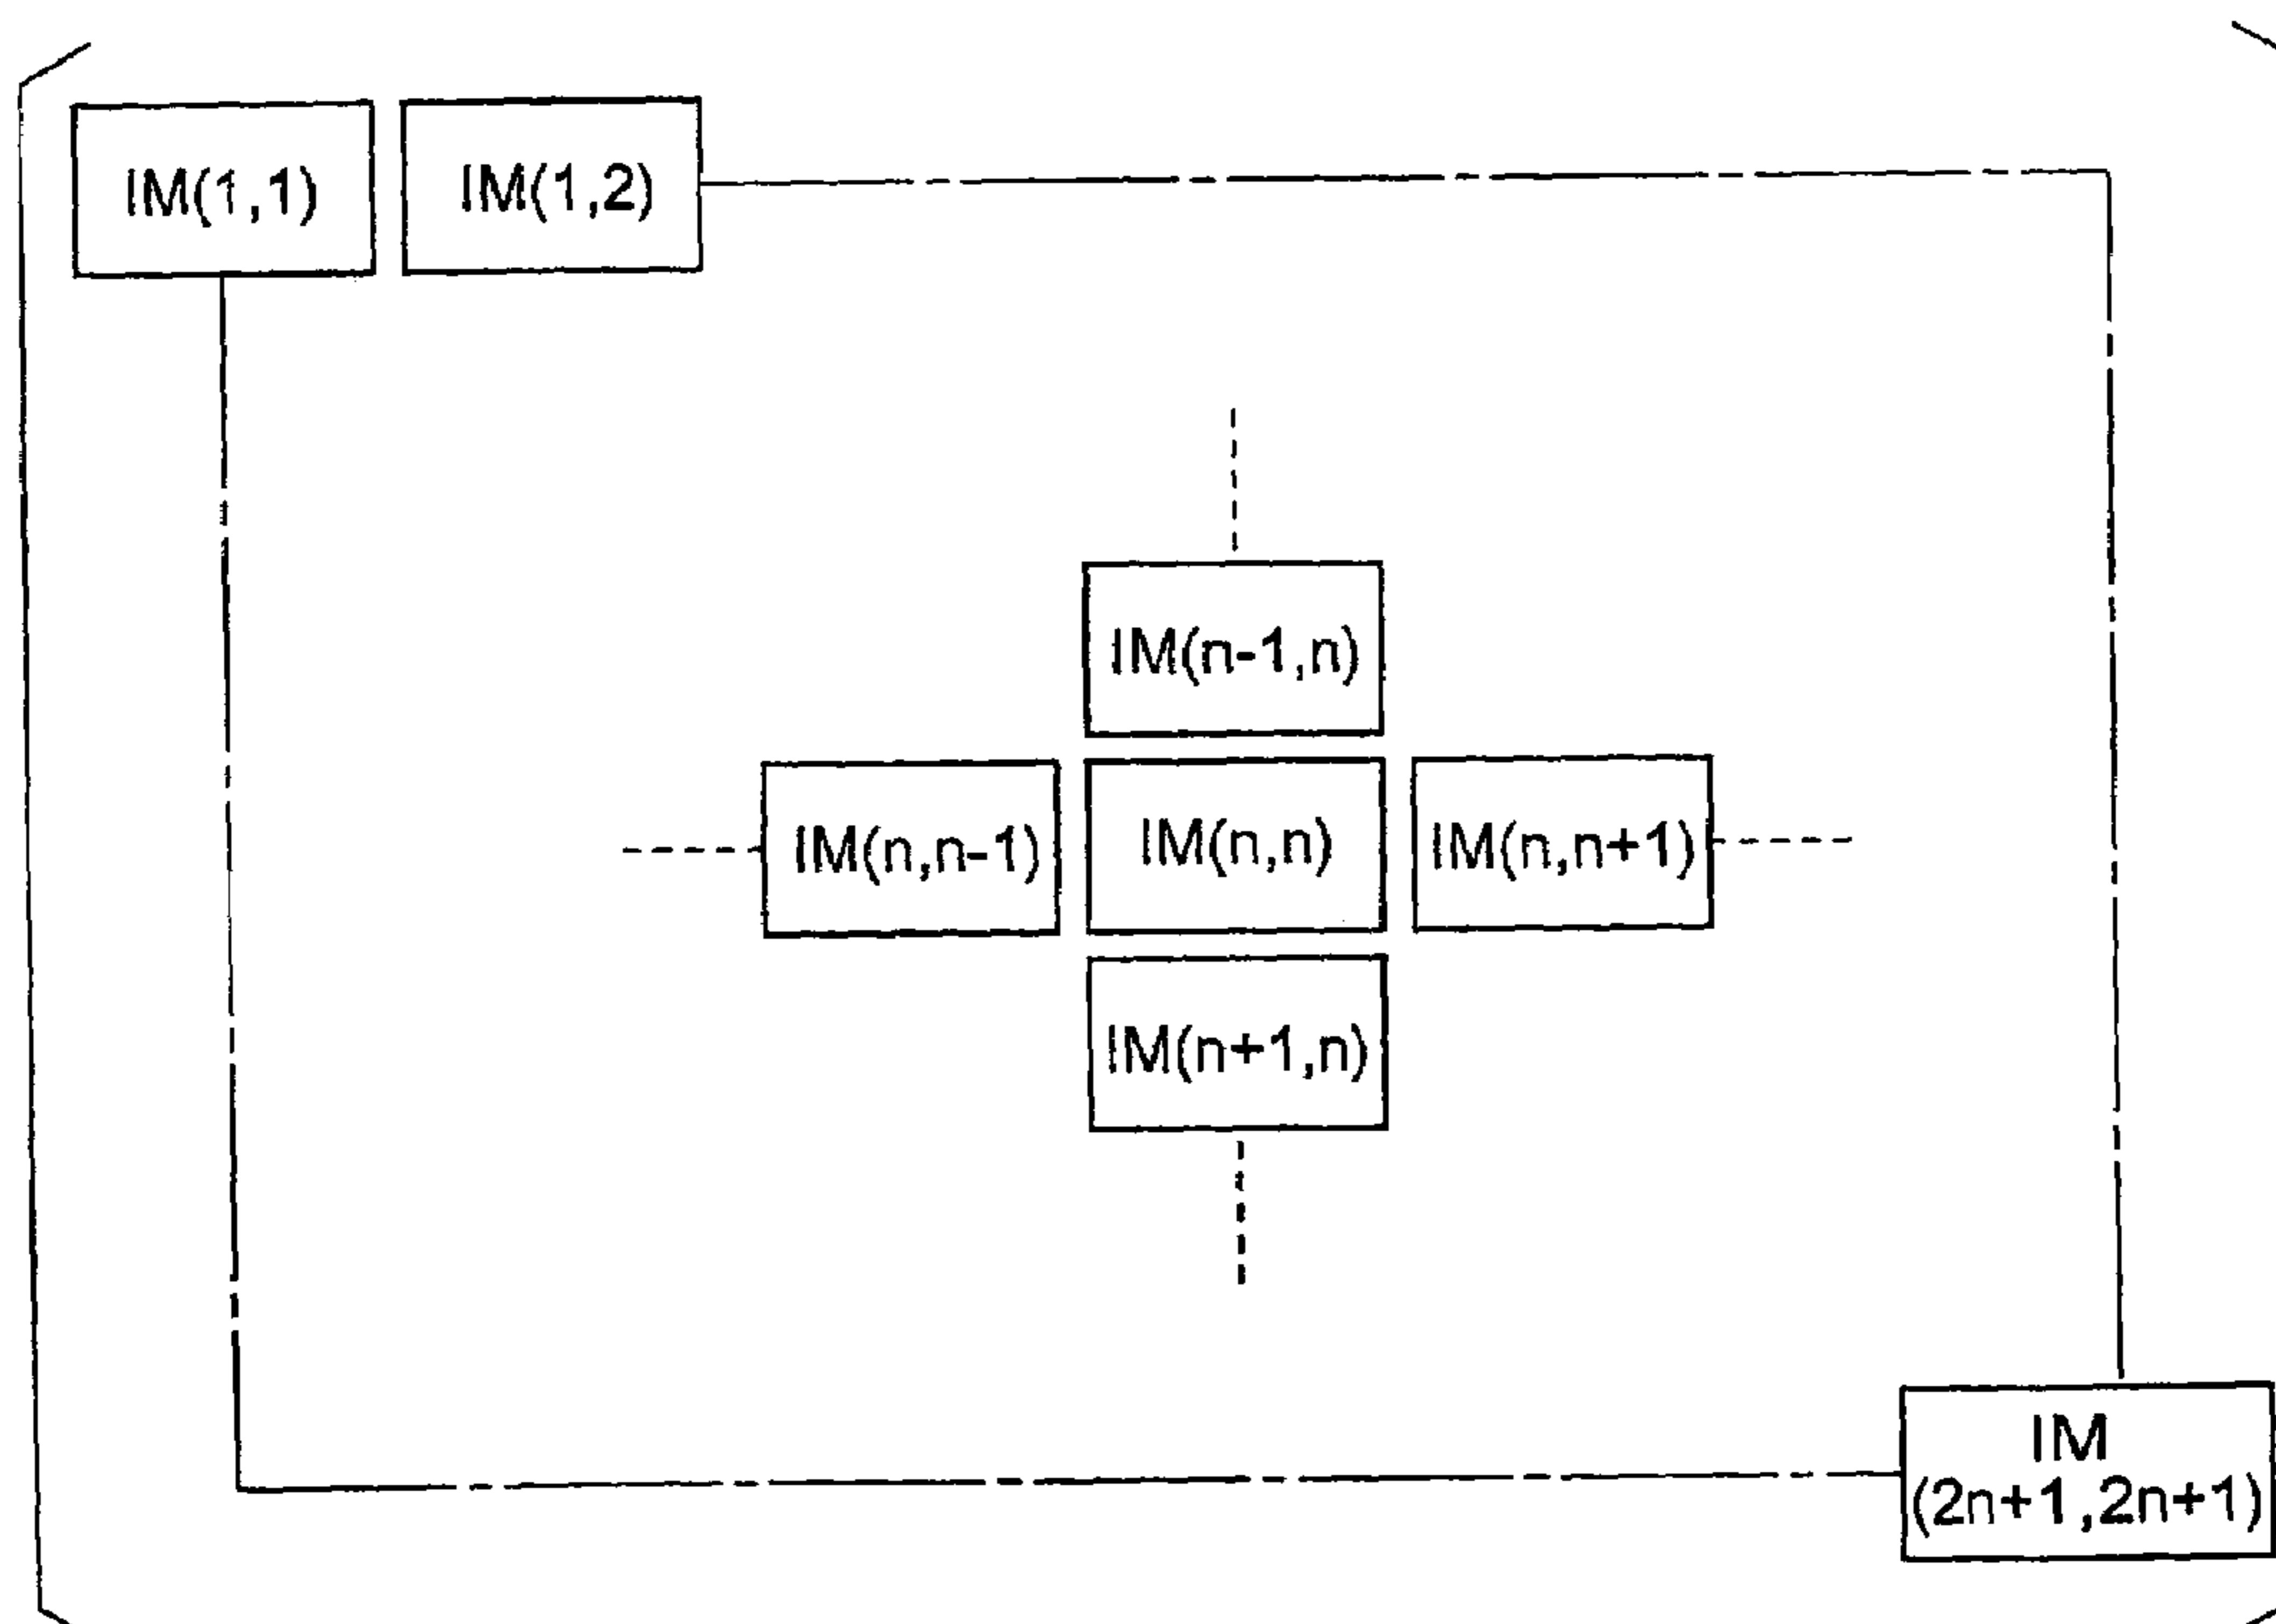 IM(1,1)
IM(1,2)
IM(n-1,n)
IM(n,n-1)
IM(n,n)
IM(n,n+1)
IM(n+1,n)
IM
(2n+1,2n+1)